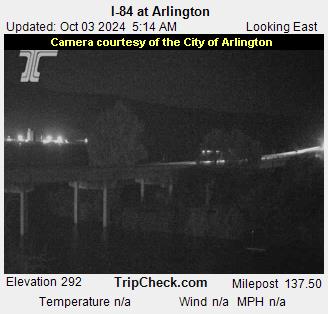 I-84 at Arlington
Updated: Oct 03 2024 5:14 AM Looking East
Camera courtesy of the City of Arlington
Elevation 292 TripCheck.com Milepost 137.50
Temperature n/a Wind n/a MPH n/a